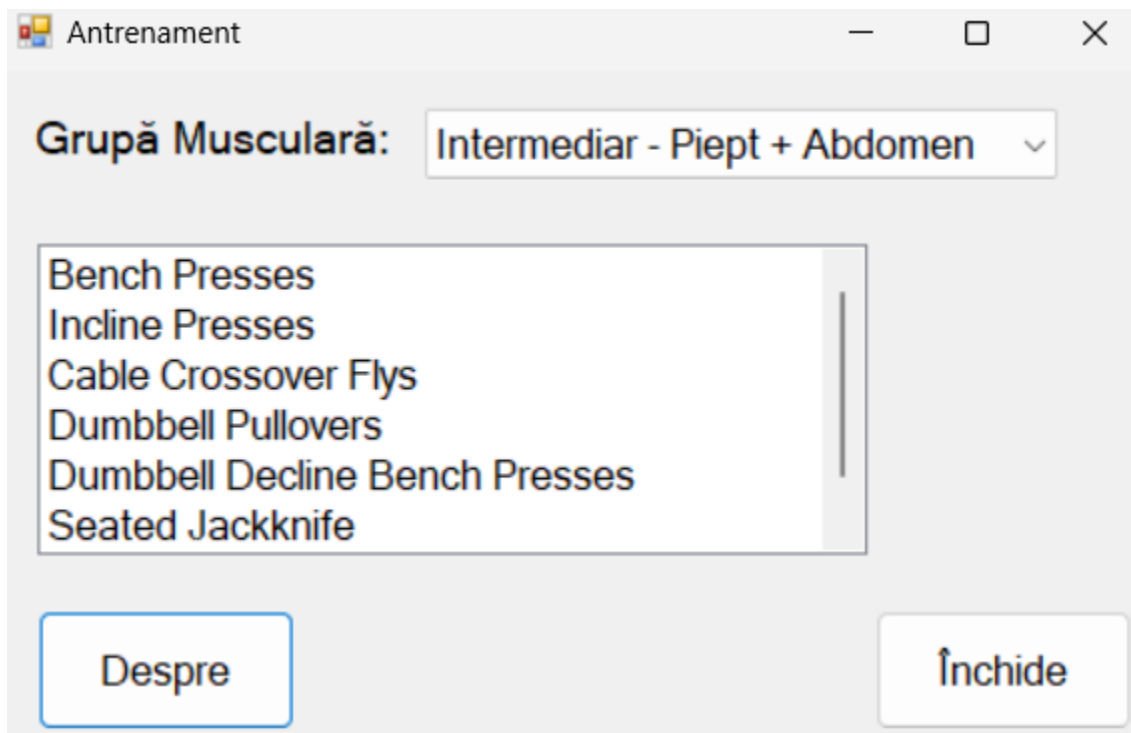 Antrenament
Grupă Musculară: Intermediar - Piept + Abdomen
Bench Presses
Incline Presses
Cable Crossover Flys
Dumbbell Pullovers
Dumbbell Decline Bench Presses
Seated Jackknife
Despre Închide